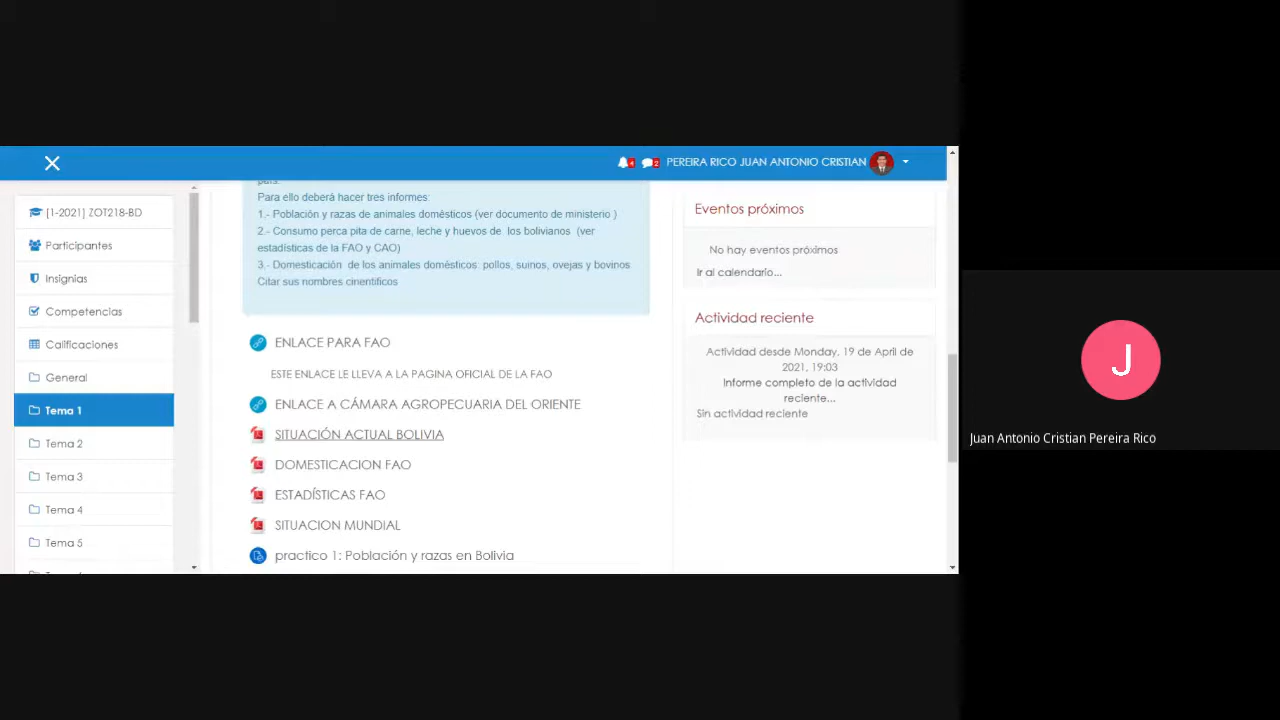 PEREIRA RICO JUAN ANTONIO CRISTIAN
[1-2021] ZOT218-BD
Participantes
Insignias
Competencias
Calificaciones
General
Tema 1
Tema 2
Tema 3
Tema 4
Tema 5
país.
Para ello deberá hacer tres informes:
1.- Población y razas de animales domésticos (ver documento de ministerio )
2.- Consumo perca pita de carne, leche y huevos de los bolivianos (ver
estadísticas de la FAO y CAO)
3.- Domesticación de los animales domésticos: pollos, suinos, ovejas y bovinos.
Citar sus nombres cinentificos
ENLACE PARA FAO
ESTE ENLACE LE LLEVA A LA PAGINA OFICIAL DE LA FAO
ENLACE A CÁMARA AGROPECUARIA DEL ORIENTE
SITUACIÓN ACTUAL BOLIVIA
DOMESTICACION FAO
ESTADÍSTICAS FAO
SITUACION MUNDIAL
practico 1: Población y razas en Bolivia
Eventos próximos
No hay eventos próximos
Ir al calendario...
Actividad reciente
Actividad desde Monday, 19 de April de
2021, 19:03
Informe completo de la actividad
reciente...
Sin actividad reciente
J
Juan Antonio Cristian Pereira Rico